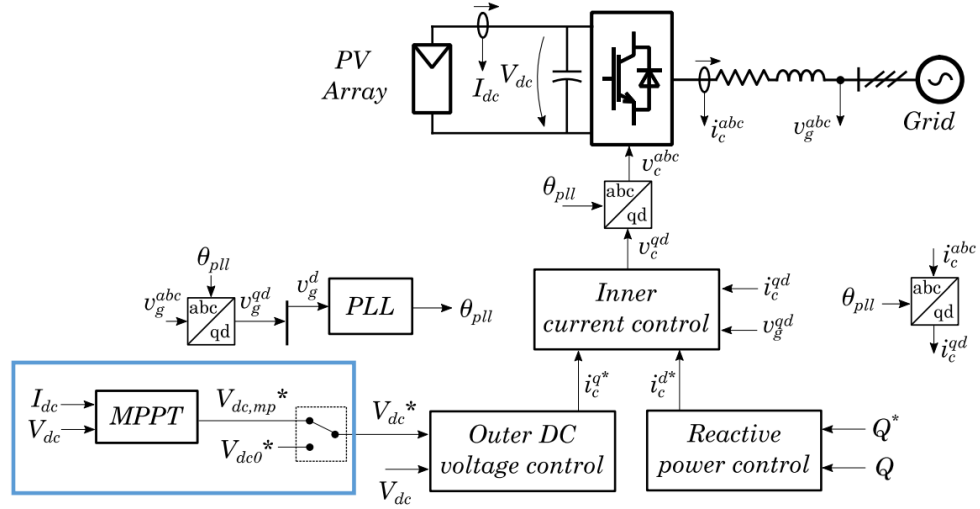 PV
Array
I_dc
V_dc
i_c^abc
v_g^abc
Grid
v_c^abc
θ_pll
abc
qd
v_c^qd
θ_pll
v_g^abc
abc
qd
v_g^qd
v_g^d
PLL
θ_pll
Inner
current control
i_c^qd
v_g^qd
i_c^abc
θ_pll
abc
qd
i_c^qd
i_c^q*
i_c^d*
I_dc
V_dc
MPPT
V_dc,mp*
V_dc0*
V_dc*
V_dc
Outer DC
voltage control
Reactive
power control
Q*
Q